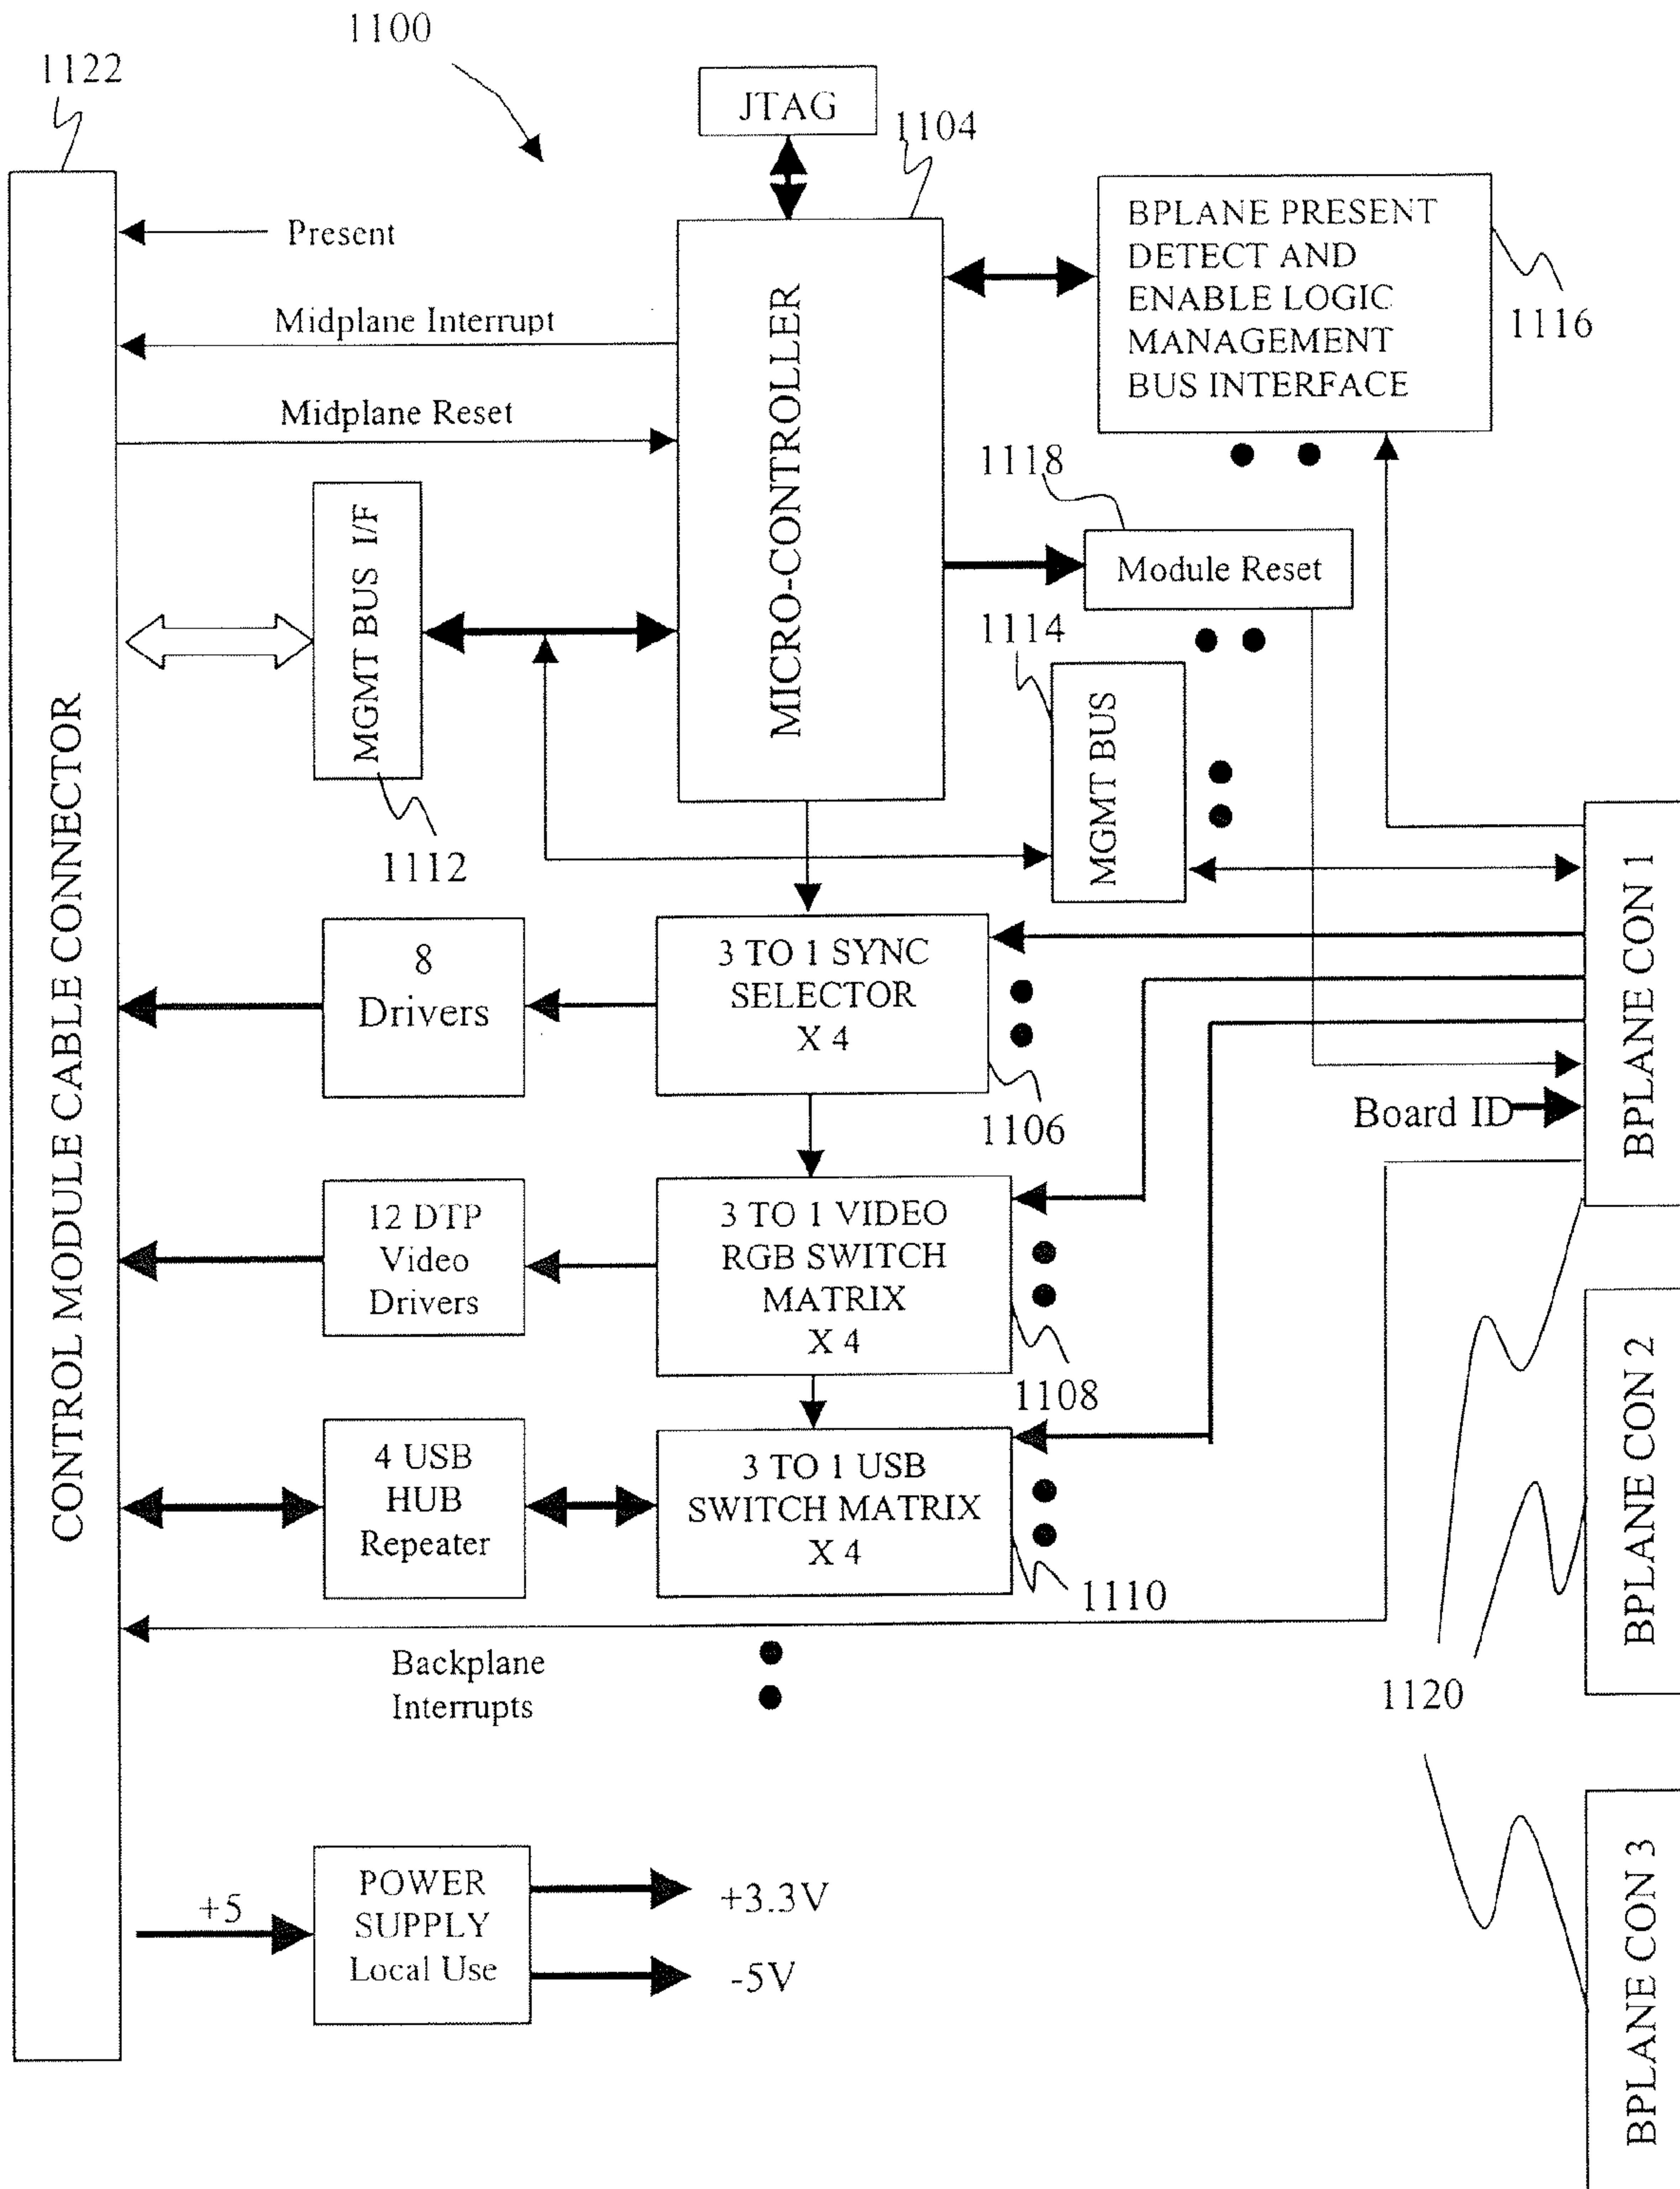 1100
1122
JTAG
1104
BPLANE PRESENT
DETECT AND
ENABLE LOGIC
MANAGEMENT
BUS INTERFACE
1116
Present
Midplane Interrupt
Midplane Reset
MICRO-CONTROLLER
1118
Module Reset
MGMT BUS I/F
1112
1114
MGMT BUS
CONTROL MODULE CABLE CONNECTOR
8
Drivers
3 TO 1 SYNC
SELECTOR
X 4
1106
Board ID
BPLANE CON 1
12 DTP
Video
Drivers
3 TO 1 VIDEO
RGB SWITCH
MATRIX
X 4
1108
BPLANE CON 2
4 USB
HUB
Repeater
3 TO 1 USB
SWITCH MATRIX
X 4
1110
Backplane
Interrupts
1120
BPLANE CON 3
+5
POWER
SUPPLY
Local Use
+3.3V
-5V